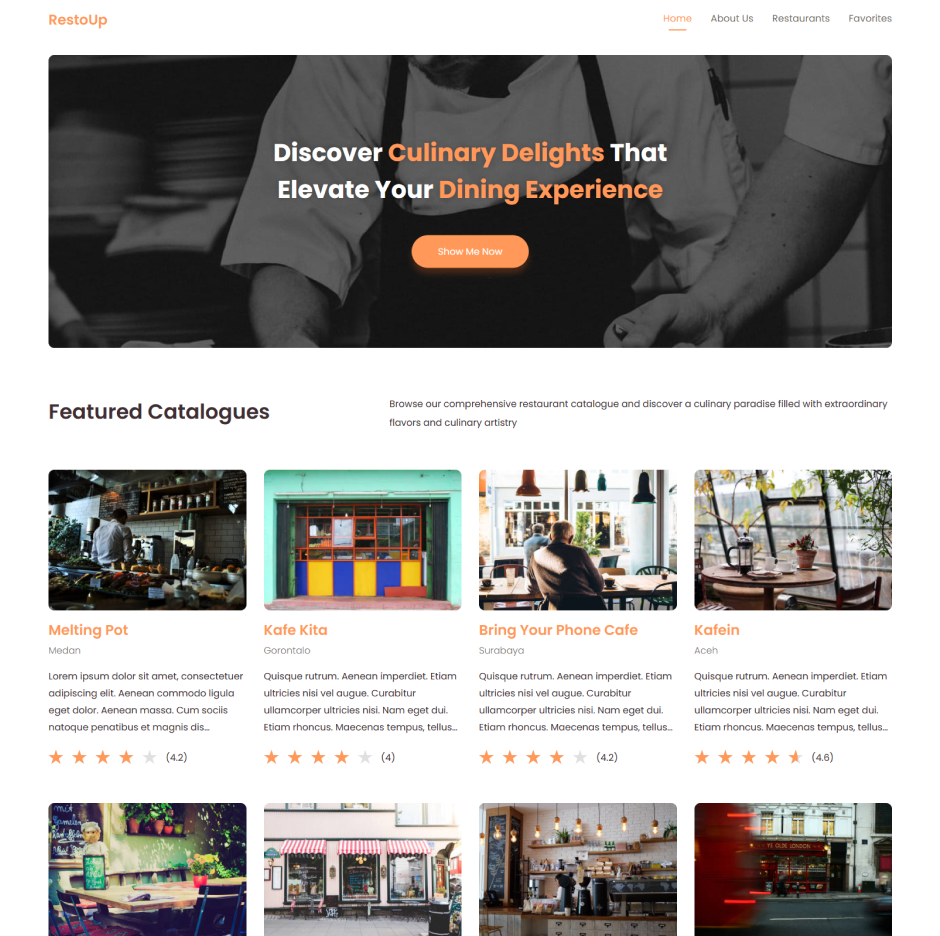 RestoUp
Home About Us Restaurants Favorites
Discover Culinary Delights That
Elevate Your Dining Experience
Show Me Now
Featured Catalogues
Browse our comprehensive restaurant catalogue and discover a culinary paradise filled with extraordinary
flavors and culinary artistry
Melting Pot
Medan
Lorem ipsum dolor sit amet, consectetuer
adipiscing elit. Aenean commodo ligula
eget dolor. Aenean massa. Cum sociis
natoque penatibus et magnis dis...
(4.2)
Kafe Kita
Gorontalo
Quisque rutrum. Aenean imperdiet. Etiam
ultricies nisi vel augue. Curabitur
ullamcorper ultricies nisi. Nam eget dui.
Etiam rhoncus. Maecenas tempus, tellus...
(4)
Bring Your Phone Cafe
Surabaya
Quisque rutrum. Aenean imperdiet. Etiam
ultricies nisi vel augue. Curabitur
ullamcorper ultricies nisi. Nam eget dui.
Etiam rhoncus. Maecenas tempus, tellus...
(4.2)
Kafein
Aceh
Quisque rutrum. Aenean imperdiet. Etiam
ultricies nisi vel augue. Curabitur
ullamcorper ultricies nisi. Nam eget dui.
Etiam rhoncus. Maecenas tempus, tellus...
(4.6)
YE OLDE LONDON